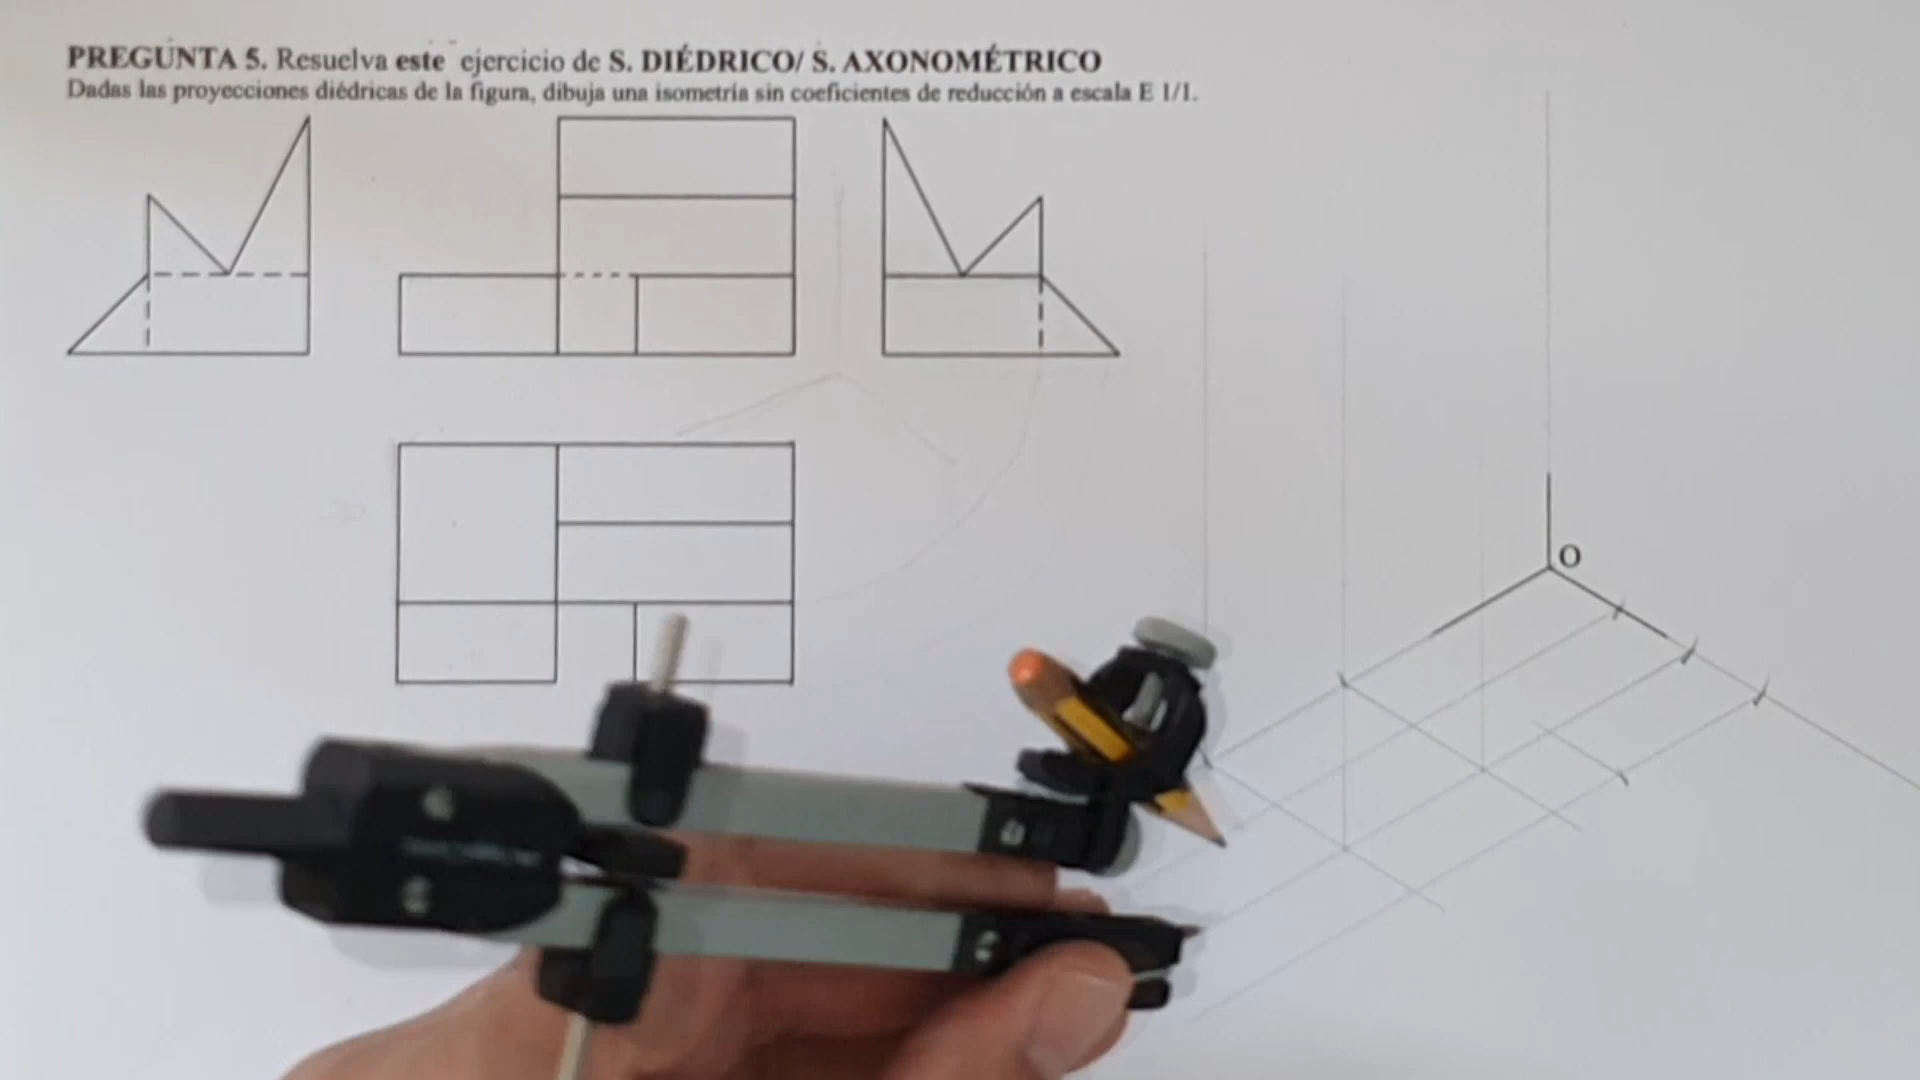 PREGUNTA 5. Resuelva este ejercicio de S. DIÉDRICO/ S. AXONOMÉTRICO
Dadas las proyecciones diédricas de la figura, dibuja una isometría sin coeficientes de reducción a escala E 1/1.
O